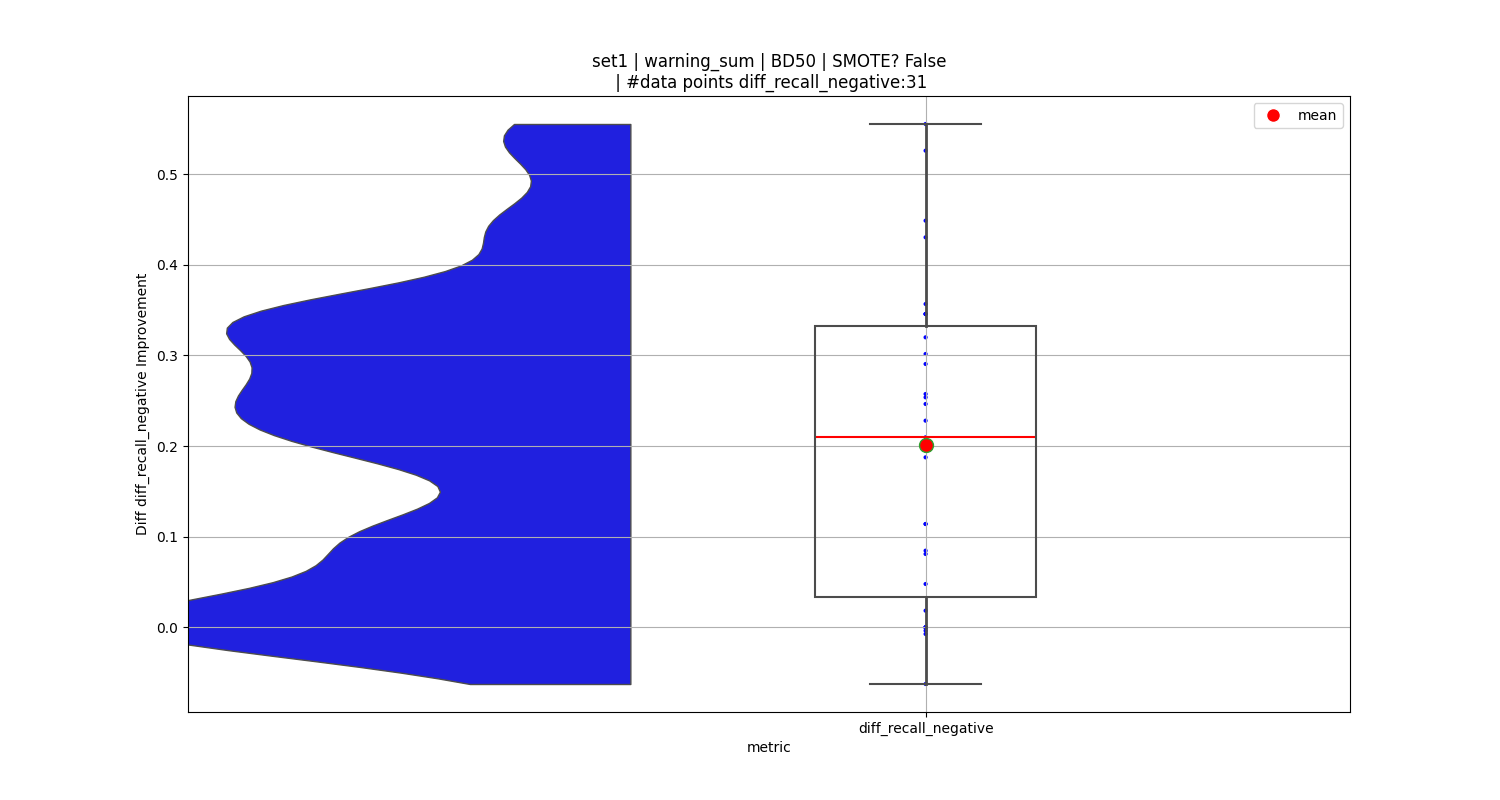 set1 | warning_sum | BD50 | SMOTE? False
| #data points diff_recall_negative:31
mean
Diff diff_recall_negative Improvement
0.5
0.4
0.3
0.2
0.1
0.0
diff_recall_negative
metric